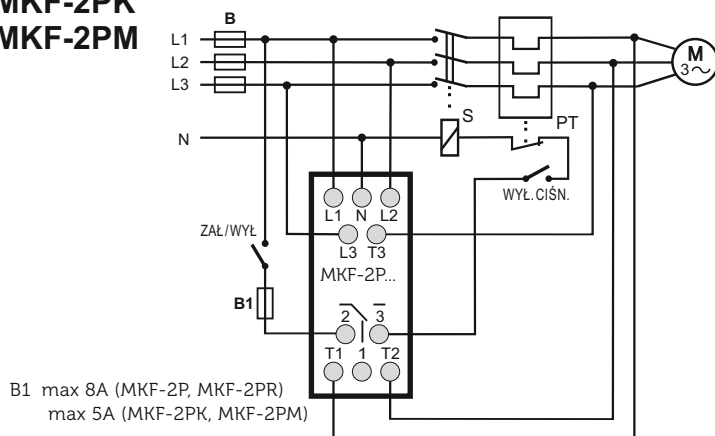 MKF-2PK
MKF-2PM
B
L1
L2
L3
N
M
3~
S
PT
WYŁ.CIŚN.
L1 N L2
L3 T3
MKF-2P...
ZAŁ/WYŁ
B1
2 3
T1 1 T2
B1 max 8A (MKF-2P, MKF-2PR)
max 5A (MKF-2PK, MKF-2PM)